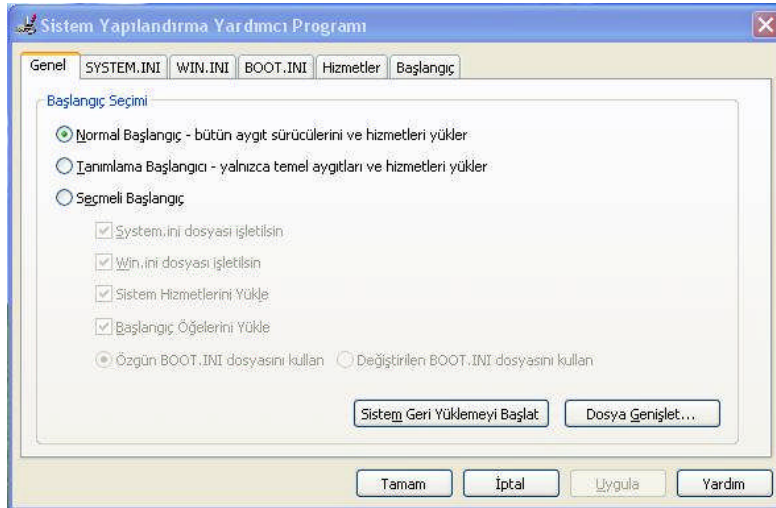 Sistem Yapılandırma Yardımcı Programı
Genel SYSTEM.INI WIN.INI BOOT.INI Hizmetler Başlangıç
Başlangıç Seçimi
Normal Başlangıç - bütün aygıt sürücülerini ve hizmetleri yükler
Tanımlama Başlangıcı - yalnızca temel aygıtları ve hizmetleri yükler
Seçmeli Başlangıç
System.ini dosyası işletilsin
Win.ini dosyası işletilsin
Sistem Hizmetlerini Yükle
Başlangıç Öğelerini Yükle
Özgün BOOT.INI dosyasını kullan Değiştirilen BOOT.INI dosyasını kullan
Sistem Geri Yüklemeyi Başlat Dosya Genişlet...
Tamam İptal Uygula Yardım